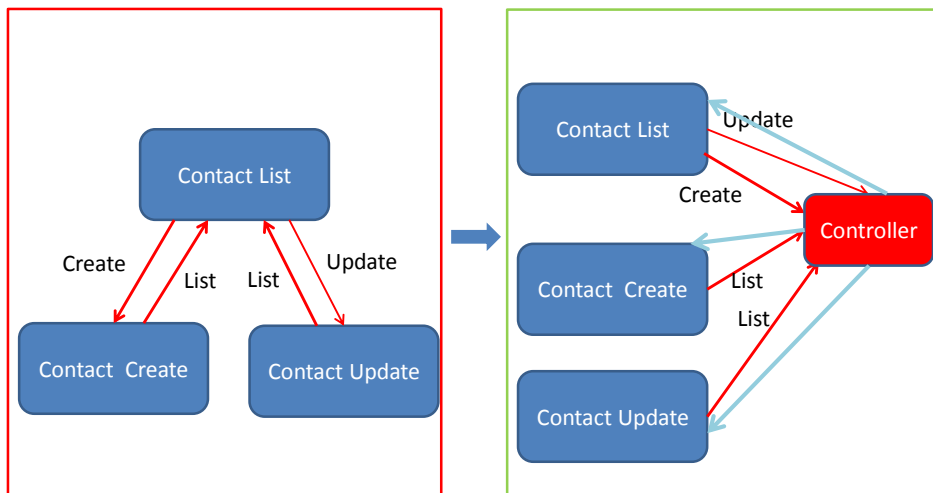 Contact List
Create
List
List
Update
Contact  Create
Contact Update
Contact List
Update
Create
Controller
Contact  Create
List
List
Contact Update